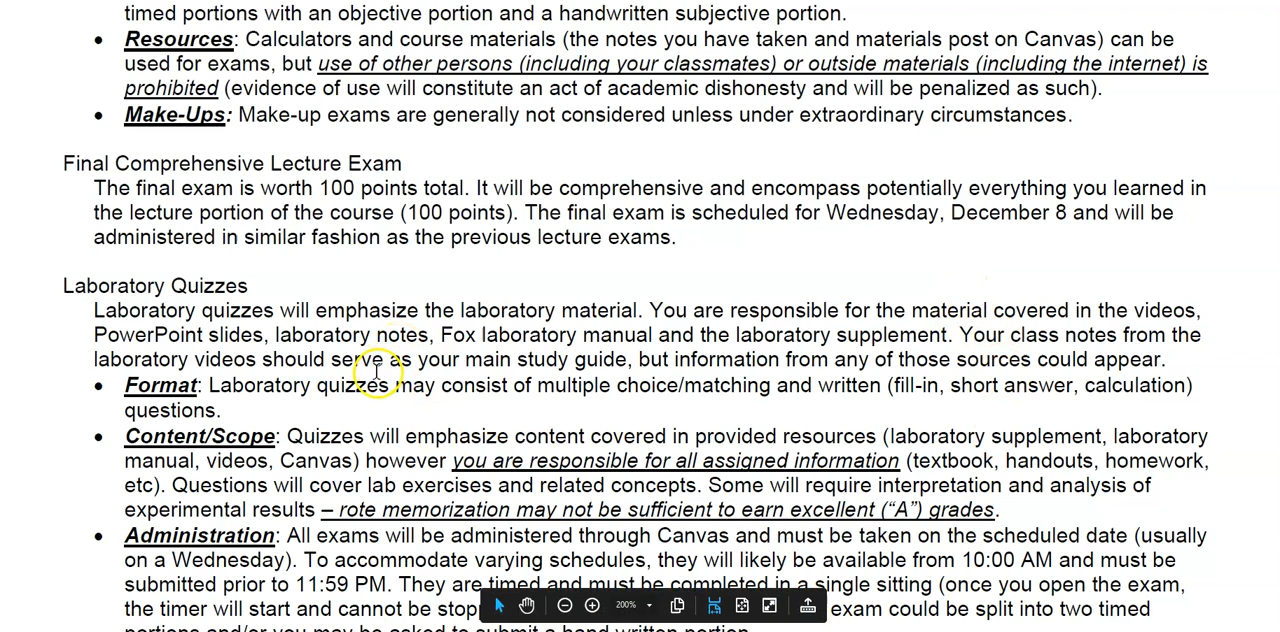 timed portions with an objective portion and a handwritten subjective portion.
• Resources: Calculators and course materials (the notes you have taken and materials post on Canvas) can be
used for exams, but use of other persons (including your classmates) or outside materials (including the internet) is
prohibited (evidence of use will constitute an act of academic dishonesty and will be penalized as such).
• Make-Ups: Make-up exams are generally not considered unless under extraordinary circumstances.
Final Comprehensive Lecture Exam
The final exam is worth 100 points total. It will be comprehensive and encompass potentially everything you learned in
the lecture portion of the course (100 points). The final exam is scheduled for Wednesday, December 8 and will be
administered in similar fashion as the previous lecture exams.
Laboratory Quizzes
Laboratory quizzes will emphasize the laboratory material. You are responsible for the material covered in the videos,
PowerPoint slides, laboratory notes, Fox laboratory manual and the laboratory supplement. Your class notes from the
laboratory videos should serve as your main study guide, but information from any of those sources could appear.
• Format: Laboratory quizzes may consist of multiple choice/matching and written (fill-in, short answer, calculation)
questions.
• Content/Scope: Quizzes will emphasize content covered in provided resources (laboratory supplement, laboratory
manual, videos, Canvas) however you are responsible for all assigned information (textbook, handouts, homework,
etc). Questions will cover lab exercises and related concepts. Some will require interpretation and analysis of
experimental results – rote memorization may not be sufficient to earn excellent (“A”) grades.
• Administration: All exams will be administered through Canvas and must be taken on the scheduled date (usually
on a Wednesday). To accommodate varying schedules, they will likely be available from 10:00 AM and must be
submitted prior to 11:59 PM. They are timed and must be completed in a single sitting (once you open the exam,
the timer will start and cannot be exam could be split into two timed
portions and/or you may be asked to submit a hand written portion.
200%